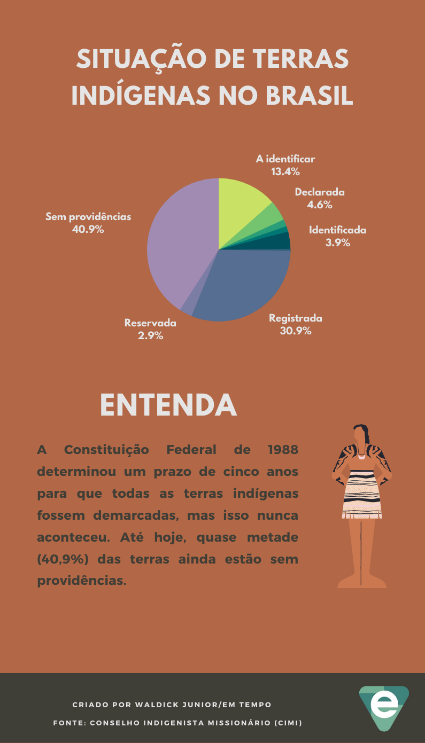 SITUAÇÃO DE TERRAS
INDÍGENAS NO BRASIL
A identificar
13.4%
Declarada
4.6%
Identificada
3.9%
Sem providências
40.9%
Reservada
2.9%
Registrada
30.9%
ENTENDA
A Constituição Federal de 1988
determinou um prazo de cinco anos
para que todas as terras indígenas
fossem demarcadas, mas isso nunca
aconteceu. Até hoje, quase metade
(40,9%) das terras ainda estão sem
providências.
CRIADO POR WALDICK JUNIOR/EM TEMPO
FONTE: CONSELHO INDIGENISTA MISSIONÁRIO (CIMI)
e